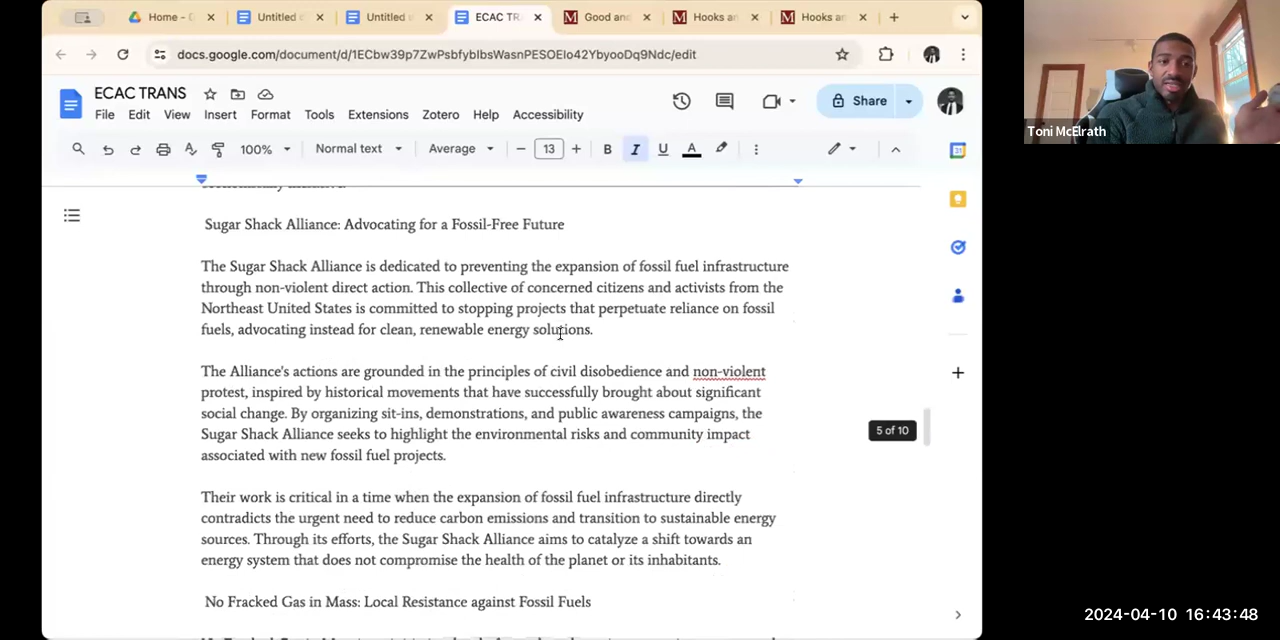 Home -
Untitled
Untitled
ECAC TRA
Good and
Hooks an
Hooks an
docs.google.com/document/d/1ECbw39p7ZwPsbfybIbsWasnPESOEIo42YbyooDq9Ndc/edit
ECAC TRANS
File Edit View Insert Format Tools Extensions Zotero Help Accessibility
Share
100% Normal text Average 13 B I U A
Sugar Shack Alliance: Advocating for a Fossil-Free Future
The Sugar Shack Alliance is dedicated to preventing the expansion of fossil fuel infrastructure
through non-violent direct action. This collective of concerned citizens and activists from the
Northeast United States is committed to stopping projects that perpetuate reliance on fossil
fuels, advocating instead for clean, renewable energy solutions.
The Alliance's actions are grounded in the principles of civil disobedience and non-violent
protest, inspired by historical movements that have successfully brought about significant
social change. By organizing sit-ins, demonstrations, and public awareness campaigns, the
Sugar Shack Alliance seeks to highlight the environmental risks and community impact
associated with new fossil fuel projects.
5 of 10
Their work is critical in a time when the expansion of fossil fuel infrastructure directly
contradicts the urgent need to reduce carbon emissions and transition to sustainable energy
sources. Through its efforts, the Sugar Shack Alliance aims to catalyze a shift towards an
energy system that does not compromise the health of the planet or its inhabitants.
No Fracked Gas in Mass: Local Resistance against Fossil Fuels
Toni McElrath
2024-04-10 16:43:48